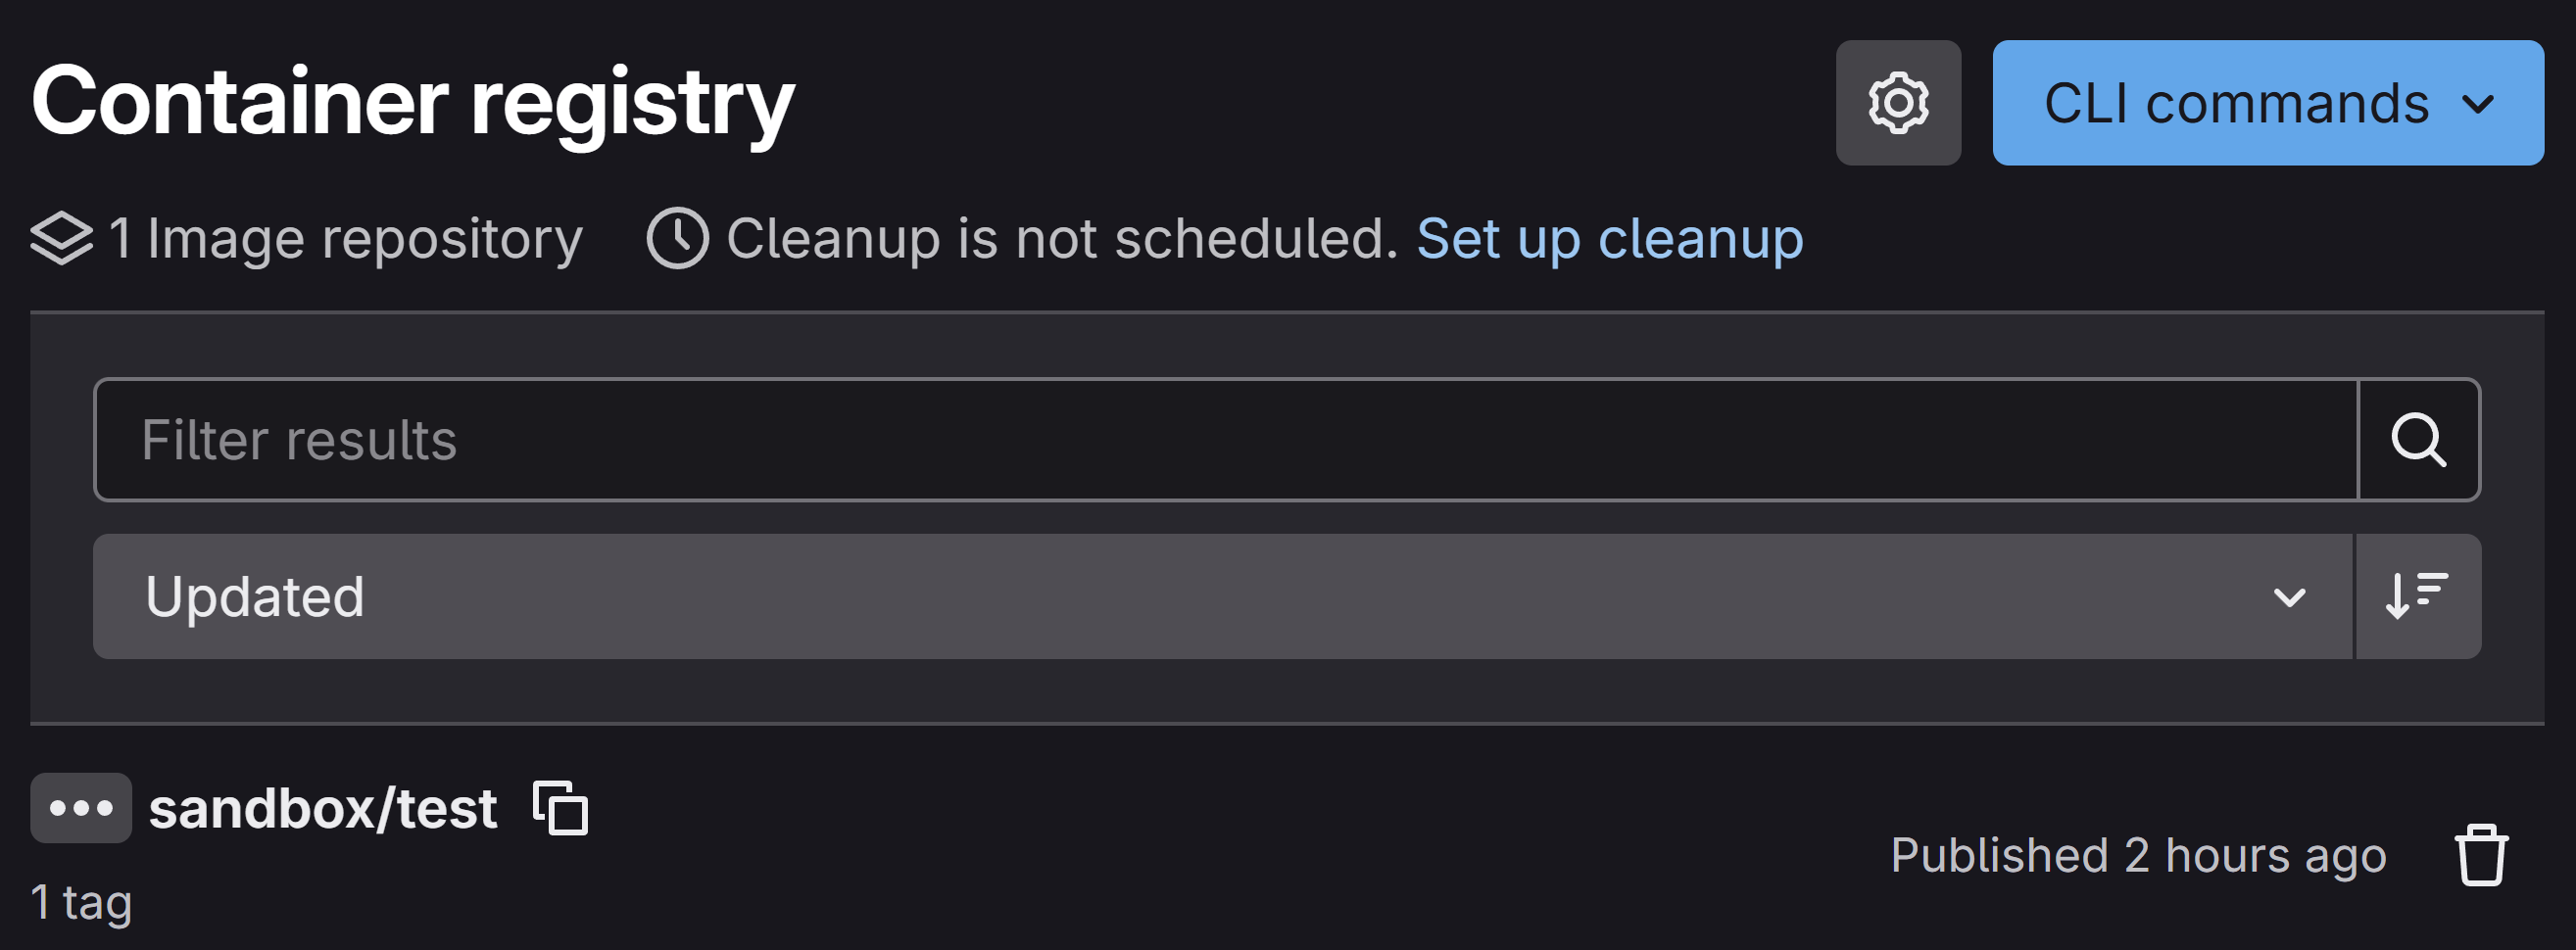 Container registry
CLI commands
1 Image repository
Cleanup is not scheduled. Set up cleanup
Filter results
Updated
sandbox/test
Published 2 hours ago
1 tag